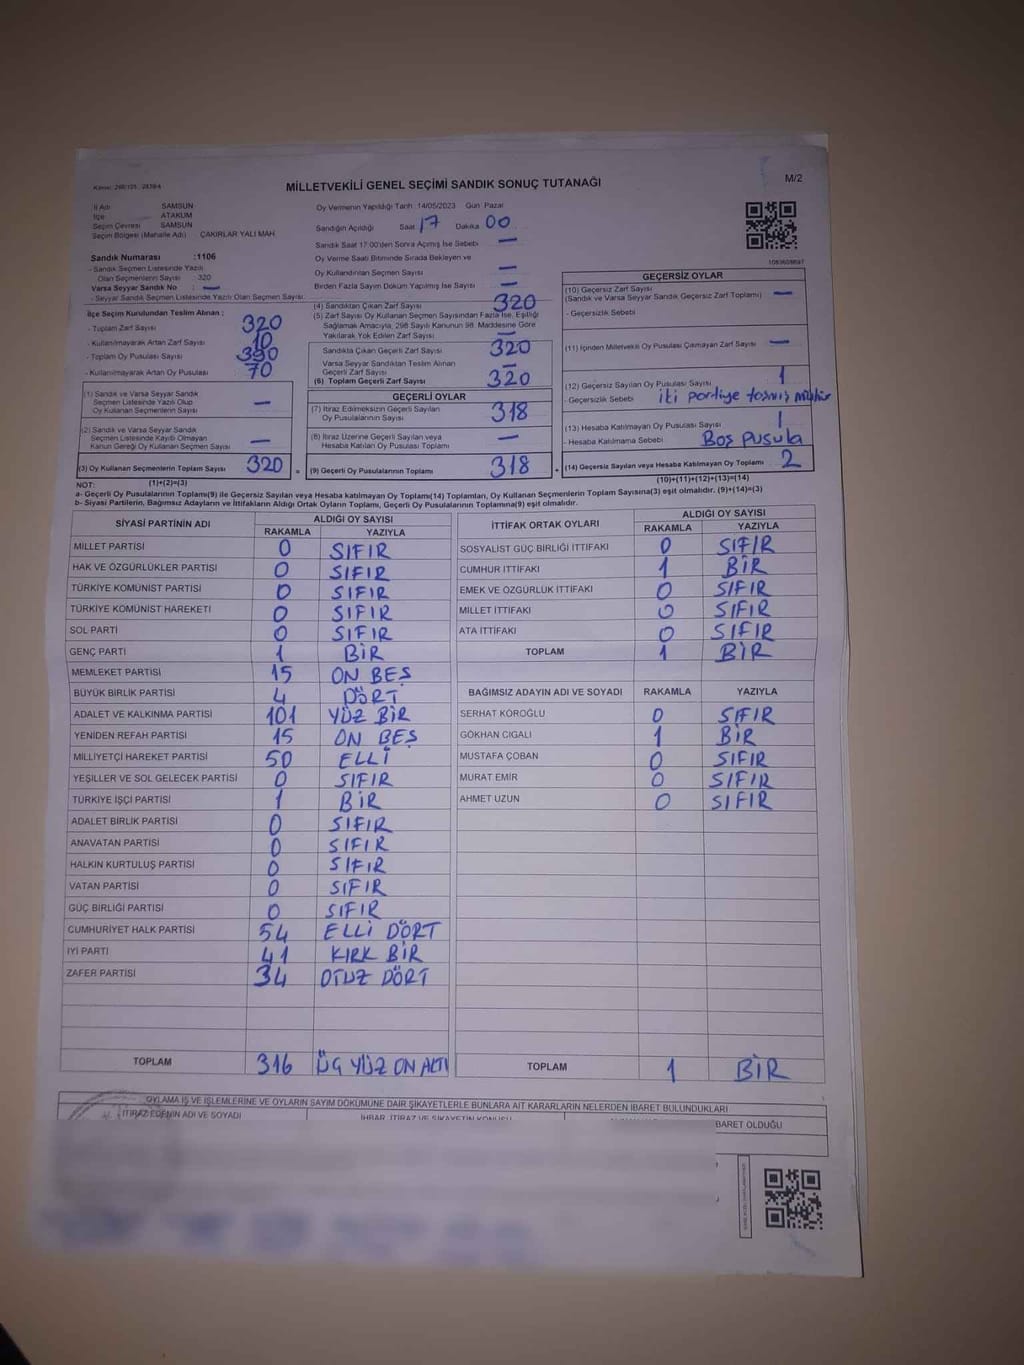 MİLLETVEKİLİ GENEL SEÇİMİ SANDIK SONUÇ TUTANAĞI
M/2
İl Adı SAMSUN
İlçe ATAKUM
Seçim Çevresi SAMSUN
Seçim Bölgesi (Mahalle Adı) ÇAKIRLAR YALI MAH
Sandık Numarası :1106
- Sandık Seçmen Listesinde Yazılı
Olan Seçmenlerin Sayısı : 320
Varsa Seyyar Sandık No : —
- Seyyar Sandık Seçmen Listesinde Yazılı Olan Seçmen Sayısı:
İlçe Seçim Kurulundan Teslim Alınan ;
- Toplam Zarf Sayısı 320
- Kullanılmayarak Artan Zarf Sayısı 10
- Toplam Oy Pusulası Sayısı 390
- Kullanılmayarak Artan Oy Pusulası 70
(1) Sandık ve Varsa Seyyar Sandık
Seçmen Listesinde Yazılı Olup
Oy Kullanan Seçmenlerin Sayısı —
(2) Sandık ve Varsa Seyyar Sandık
Seçmen Listesinde Kaydı Olmayan
Kanun Gereği Oy Kullanan Seçmen Sayısı —
(3) Oy Kullanan Seçmenlerin Toplam Sayısı 320 =
(1)+(2)=(3)
Oy Vermenin Yapıldığı Tarih :14/05/2023 Gün :Pazar
Sandığın Açıldığı Saat 17 Dakika 00
Sandık Saat 17:00'den Sonra Açılmış İse Sebebi —
Oy Verme Saati Bitiminde Sırada Bekleyen ve
Oy Kullandırılan Seçmen Sayısı —
Birden Fazla Sayım Döküm Yapılmış İse Sayısı —
(4) Sandıktan Çıkan Zarf Sayısı 320
(5) Zarf Sayısı Oy Kullanan Seçmen Sayısından Fazla İse, Eşitliği
Sağlamak Amacıyla, 298 Sayılı Kanunun 98. Maddesine Göre
Yakılarak Yok Edilen Zarf Sayısı —
Sandıkta Çıkan Geçerli Zarf Sayısı 320
Varsa Seyyar Sandıktan Teslim Alınan
Geçerli Zarf Sayısı —
(6) Toplam Geçerli Zarf Sayısı 320
GEÇERLİ OYLAR
(7) İtiraz Edilmeksizin Geçerli Sayılan
Oy Pusulalarının Sayısı 318
(8) İtiraz Üzerine Geçerli Sayılan veya
Hesaba Katılan Oy Pusulası Toplamı —
(9) Geçerli Oy Pusulalarının Toplamı 318 +
GEÇERSİZ OYLAR
(10) Geçersiz Zarf Sayısı
(Sandık ve Varsa Seyyar Sandık Geçersiz Zarf Toplamı) —
- Geçersizlik Sebebi
(11) İçinden Milletvekili Oy Pusulası Çıkmayan Zarf Sayısı —
(12) Geçersiz Sayılan Oy Pusulası Sayısı 1
- Geçersizlik Sebebi iki partiye taşmış mühür
(13) Hesaba Katılmayan Oy Pusulası Sayısı 1
- Hesaba Katılmama Sebebi Boş Pusula
(14) Geçersiz Sayılan veya Hesaba Katılmayan Oy Toplamı 2
(10)+(11)+(12)+(13)=(14)
NOT:
a- Geçerli Oy Pusulalarının Toplamı(9) ile Geçersiz Sayılan veya Hesaba katılmayan Oy Toplamı(14) Toplamları, Oy Kullanan Seçmenlerin Toplam Sayısına(3) eşit olmalıdır. (9)+(14)=(3)
b- Siyasi Partilerin, Bağımsız Adayların ve İttifakların Aldığı Ortak Oyların Toplamı, Geçerli Oy Pusulalarının Toplamına(9) eşit olmalıdır.
SİYASİ PARTİNİN ADI ALDIĞI OY SAYISI
RAKAMLA YAZIYLA
MİLLET PARTİSİ 0 SIFIR
HAK VE ÖZGÜRLÜKLER PARTİSİ 0 SIFIR
TÜRKİYE KOMÜNİST PARTİSİ 0 SIFIR
TÜRKİYE KOMÜNİST HAREKETİ 0 SIFIR
SOL PARTİ 0 SIFIR
GENÇ PARTİ 1 BİR
MEMLEKET PARTİSİ 15 ON BEŞ
BÜYÜK BİRLİK PARTİSİ 4 DÖRT
ADALET VE KALKINMA PARTİSİ 101 YÜZ BİR
YENİDEN REFAH PARTİSİ 15 ON BEŞ
MİLLİYETÇİ HAREKET PARTİSİ 50 ELLİ
YEŞİLLER VE SOL GELECEK PARTİSİ 0 SIFIR
TÜRKİYE İŞÇİ PARTİSİ 1 BİR
ADALET BİRLİK PARTİSİ 0 SIFIR
ANAVATAN PARTİSİ 0 SIFIR
HALKIN KURTULUŞ PARTİSİ 0 SIFIR
VATAN PARTİSİ 0 SIFIR
GÜÇ BİRLİĞİ PARTİSİ 0 SIFIR
CUMHURİYET HALK PARTİSİ 54 ELLİ DÖRT
İYİ PARTİ 41 KIRK BİR
ZAFER PARTİSİ 34 OTUZ DÖRT
TOPLAM 316 ÜÇ YÜZ ON ALTI
İTTİFAK ORTAK OYLARI ALDIĞI OY SAYISI
RAKAMLA YAZIYLA
SOSYALİST GÜÇ BİRLİĞİ İTTİFAKI 0 SIFIR
CUMHUR İTTİFAKI 1 BİR
EMEK VE ÖZGÜRLÜK İTTİFAKI 0 SIFIR
MİLLET İTTİFAKI 0 SIFIR
ATA İTTİFAKI 0 SIFIR
TOPLAM 1 BİR
BAĞIMSIZ ADAYIN ADI VE SOYADI RAKAMLA YAZIYLA
SERHAT KÖROĞLU 0 SIFIR
GÖKHAN CIGALI 1 BİR
MUSTAFA ÇOBAN 0 SIFIR
MURAT EMİR 0 SIFIR
AHMET UZUN 0 SIFIR
TOPLAM 1 BİR
OYLAMA İŞ VE İŞLEMLERİNE VE OYLARIN SAYIM DÖKÜMÜNE DAİR ŞİKAYETLERLE BUNLARA AİT KARARLARIN NELERDEN İBARET BULUNDUKLARI
İTİRAZ EDENİN ADI VE SOYADI İHBAR, İTİRAZ VE ŞİKAYETİN KONUSU BARET OLDUĞU